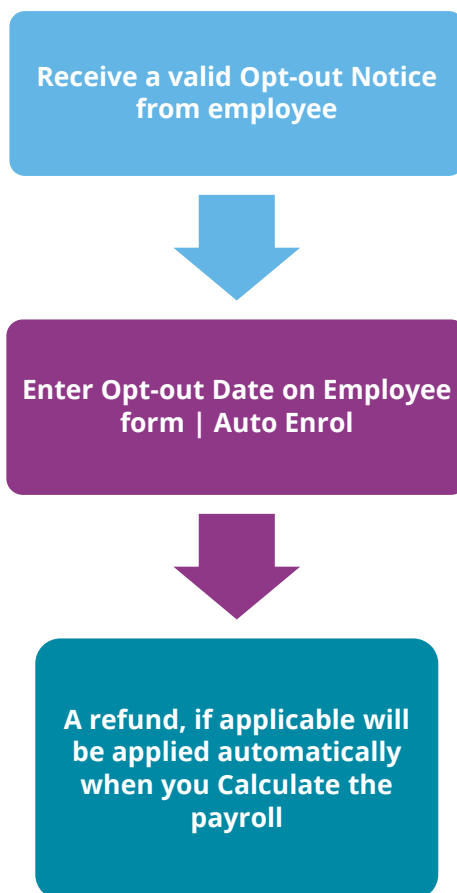 Receive a valid Opt-out Notice
from employee
Enter Opt-out Date on Employee
form | Auto Enrol
A refund, if applicable will
be applied automatically
when you Calculate the
payroll